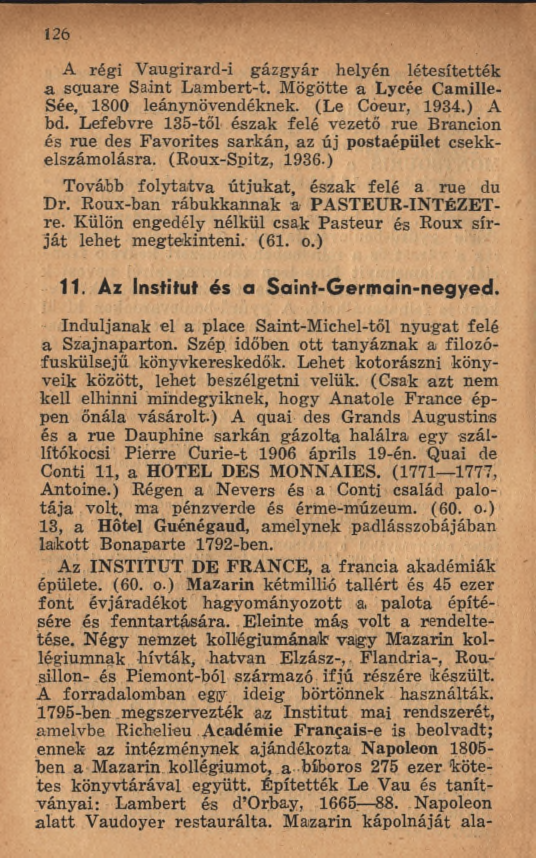 126
A régi Vaugirard-i gázgyár helyén létesítették
a square Saint Lambert-t. Mögötte a Lycée Camille-
Sée, 1800 leánynövendéknek. (Le Coeur, 1934.) A
bd. Lefebvre 135-től észak felé vezető rue Brancion
és rue des Favorites sarkán, az új postaépület csekk-
elszámolásra. (Roux-Spitz, 1936.)
Tovább folytatva útjukat, észak felé a rue du
Dr. Roux-ban rábukkannak a PASTEUR-INTÉZET-
re. Külön engedély nélkül csak Pasteur és Roux sír-
ját lehet megtekinteni. (61. o.)
11. Az Institut és a Saint-Germain-negyed.
Induljanak el a place Saint-Michel-től nyugat felé
a Szajnaparton. Szép időben ott tanyáznak a filozó-
fuskülsejű könyvkereskedők. Lehet kotorászni köny-
veik között, lehet beszélgetni velük. (Csak azt nem
kell elhinni mindegyiknek, hogy Anatole France ép-
pen őnála vásárolt.) A quai des Grands Augustins
és a rue Dauphine sarkán gázolta halálra egy szál-
lítókocsi Pierre Curie-t 1906 április 19-én. Quai de
Conti 11, a HOTEL DES MONNAIES. (1771—1777,
Antoine.) Régen a Nevers és a Conti család palo-
tája volt, ma pénzverde és érme-múzeum. (60. o.)
13, a Hôtel Guénégaud, amelynek padlásszobájában
lakott Bonaparte 1792-ben.
Az INSTITUT DE FRANCE, a francia akadémiák
épülete. (60. o.) Mazarin kétmillió tallért és 45 ezer
font évjáradékot hagyományozott a palota építé-
sére és fenntartására. Eleinte más volt a rendelte-
tése. Négy nemzet kollégiumának vagy Mazarin kol-
légiumnak hívták, hatvan Elzász-, Flandria-, Rou-
sillon- és Piemont-ból származó ifjú részére készült.
A forradalomban egy ideig börtönnek használták.
1795-ben megszervezték az Institut mai rendszerét,
amelybe Richelieu Académie Français-e is beolvadt;
ennek az intézménynek ajándékozta Napoleon 1805-
ben a Mazarin kollégiumot, a bíboros 275 ezer köte-
tes könyvtárával együtt. Építették Le Vau és tanít-
ványai: Lambert és d'Orbay, 1665—88. Napoleon
alatt Vaudoyer restaurálta. Mazarin kápolnáját ala-